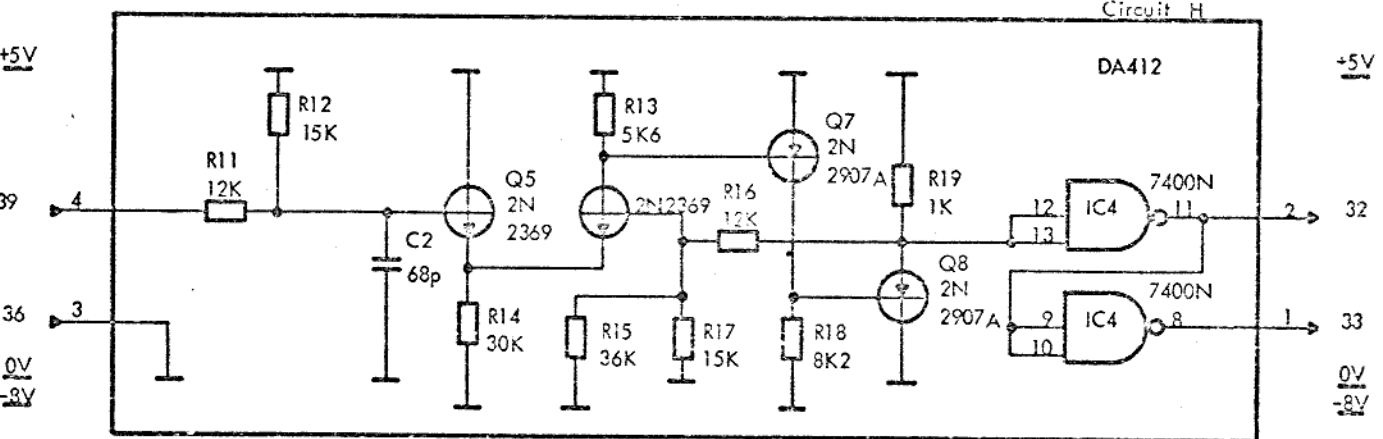 Circuit H
+5V
DA412
+5V
R12
15K
R13
5K6
Q7
2N
2907A
R11
12K
Q5
2N
2369
2N2369
R16
12K
R19
1K
7400N
39
4
12
13
IC4
11
2
32
C2
68p
Q8
2N
2907A
7400N
36
3
R14
30K
R15
36K
R17
15K
R18
8K2
9
10
IC4
8
1
33
0V
-8V
0V
-8V